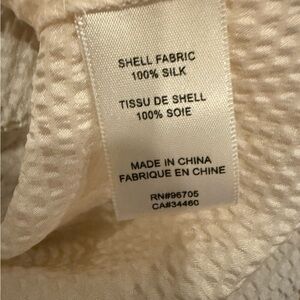 SHELL FABRIC
100% SILK
TISSU DE SHELL
100% SOIE
MADE IN CHINA
FABRIQUE EN CHINE
RN#96705
CA#34460